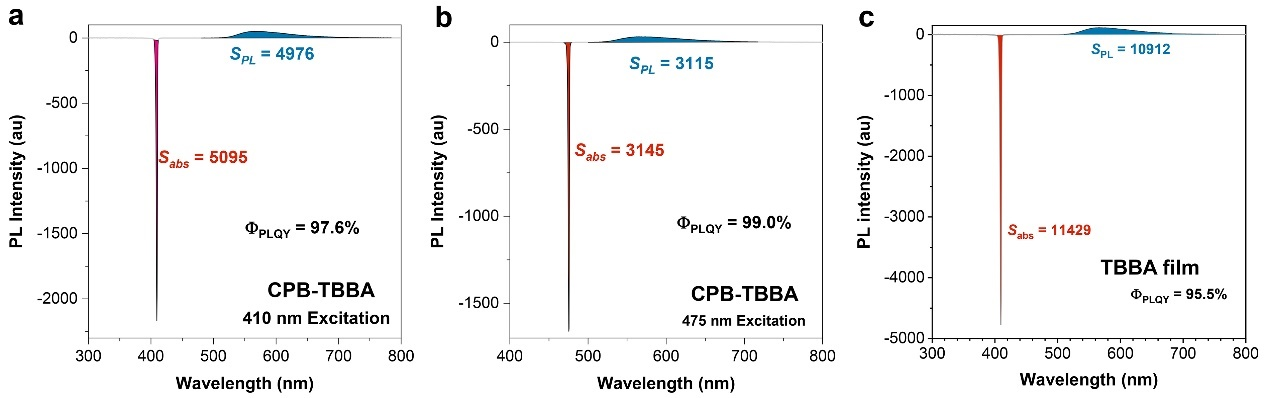 a
0
-500
-1000
-1500
-2000
300 400 500 600 700 800
PL Intensity (au)
Wavelength (nm)
S_PL = 4976
S_abs = 5095
Φ_PLQY = 97.6%
CPB-TBBA
410 nm Excitation
b
0
-500
-1000
-1500
400 500 600 700 800
PL Intensity (au)
Wavelength (nm)
S_PL = 3115
S_abs = 3145
Φ_PLQY = 99.0%
CPB-TBBA
475 nm Excitation
c
0
-1000
-2000
-3000
-4000
-5000
300 400 500 600 700 800
PL intensity (au)
Wavelength (nm)
S_PL = 10912
S_abs = 11429
TBBA film
Φ_PLQY = 95.5%